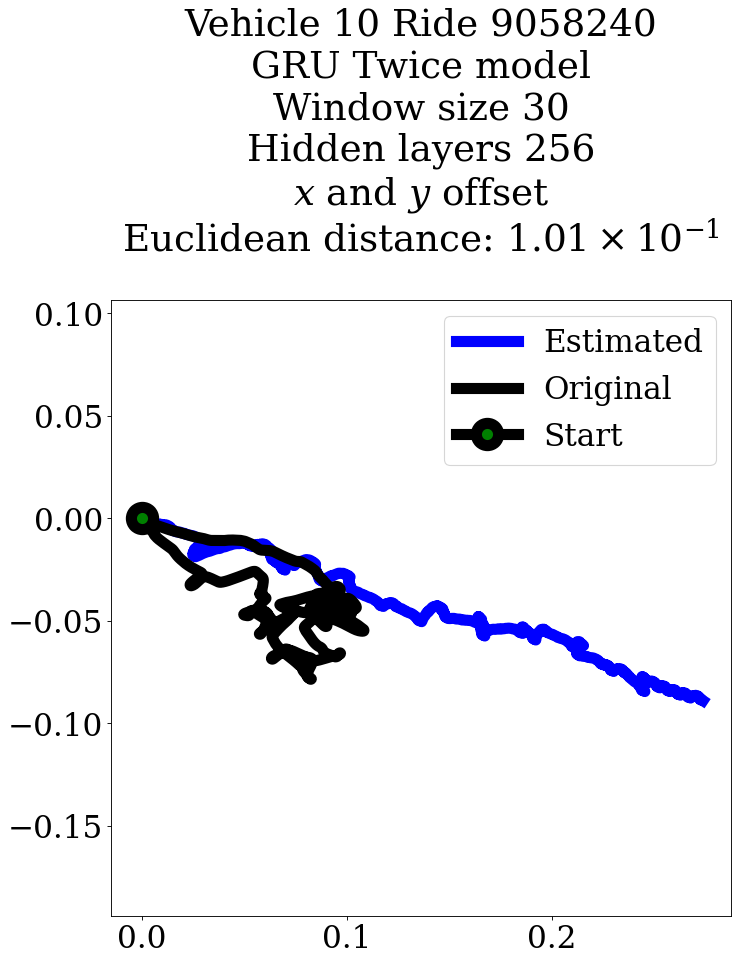 Vehicle 10 Ride 9058240
GRU Twice model
Window size 30
Hidden layers 256
x and y offset
Euclidean distance: 1.01 × 10⁻¹
Estimated
Original
Start
0.10
0.05
0.00
−0.05
−0.10
−0.15
0.0 0.1 0.2